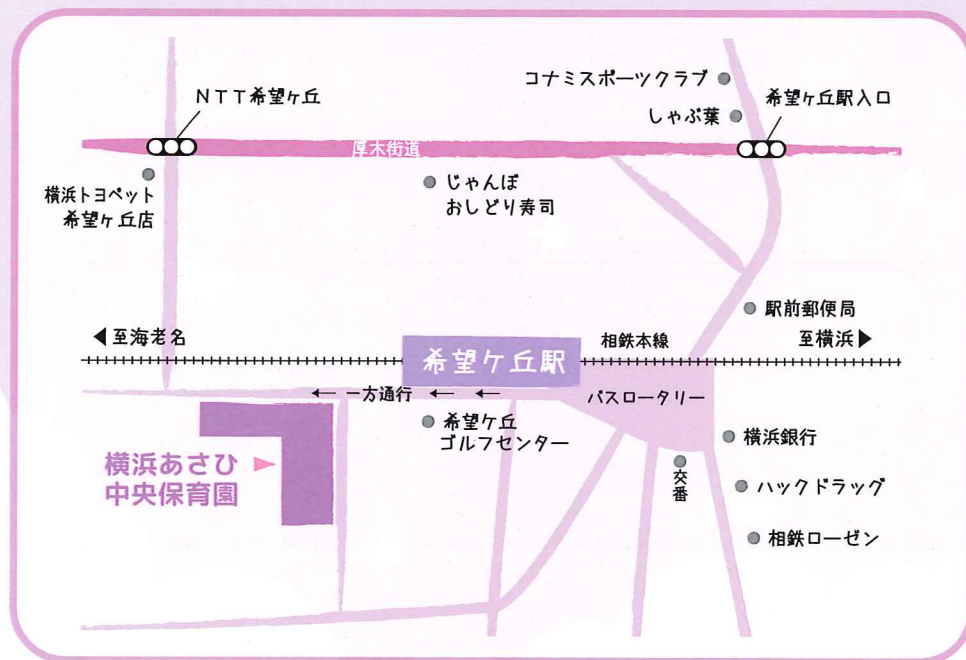 コナミスポーツクラブ
NTT希望ヶ丘
希望ヶ丘駅入口
しゃぶ葉
厚木街道
横浜トヨペット
希望ヶ丘店
じゃんぼ
おしどり寿司
駅前郵便局
至海老名
相鉄本線
至横浜
希望ケ丘駅
一方通行
バスロータリー
希望ケ丘
ゴルフセンター
横浜銀行
横浜あさひ
中央保育園
交番
ハックドラッグ
相鉄ローゼン